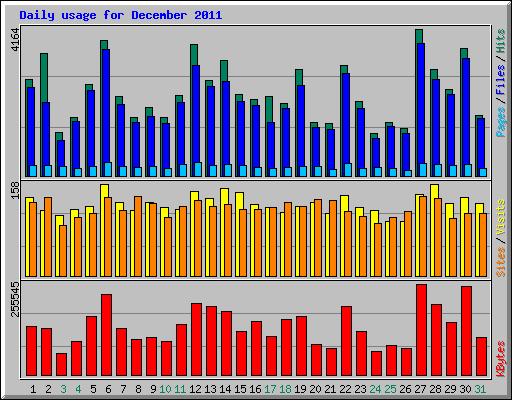 Daily usage for December 2011
4164
Pages / Files / Hits
158
Sites / Visits
255545
KBytes
1 2 3 4 5 6 7 8 9 10 11 12 13 14 15 16 17 18 19 20 21 22 23 24 25 26 27 28 29 30 31